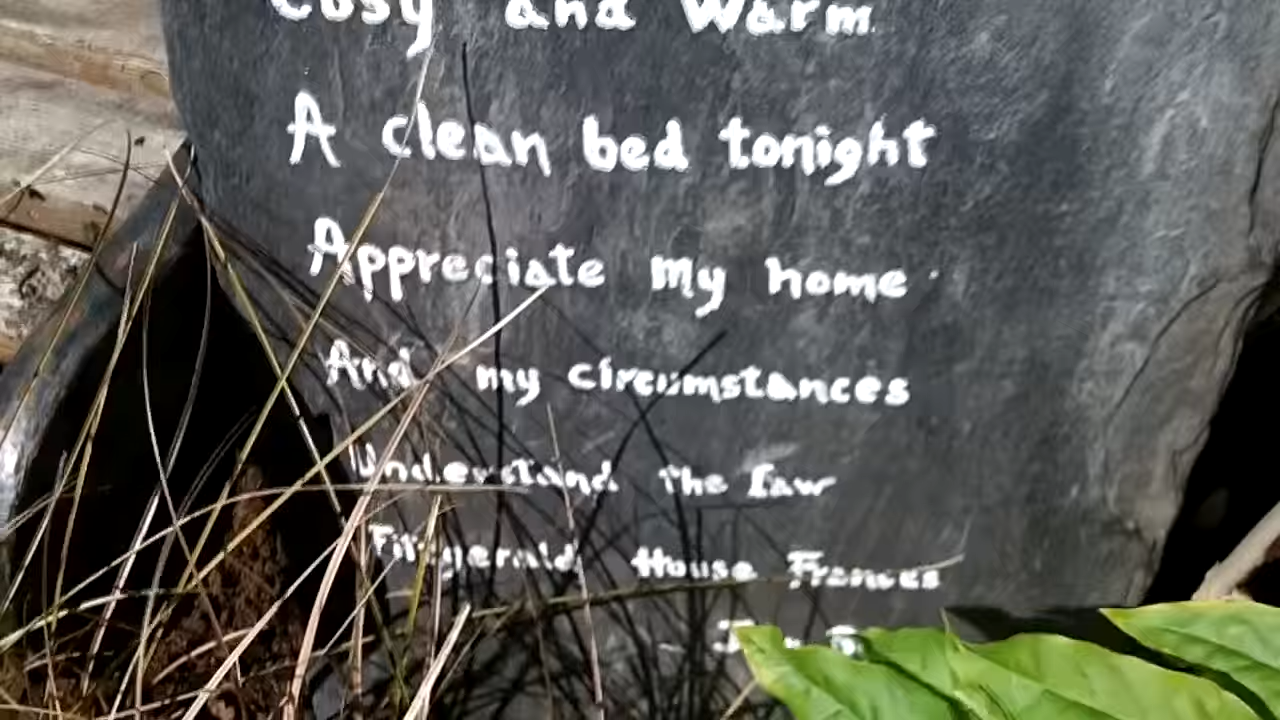 Cosy and Warm
A clean bed tonight
Appreciate my home
And my circumstances
Understand the law
Fitzgerald House Frances